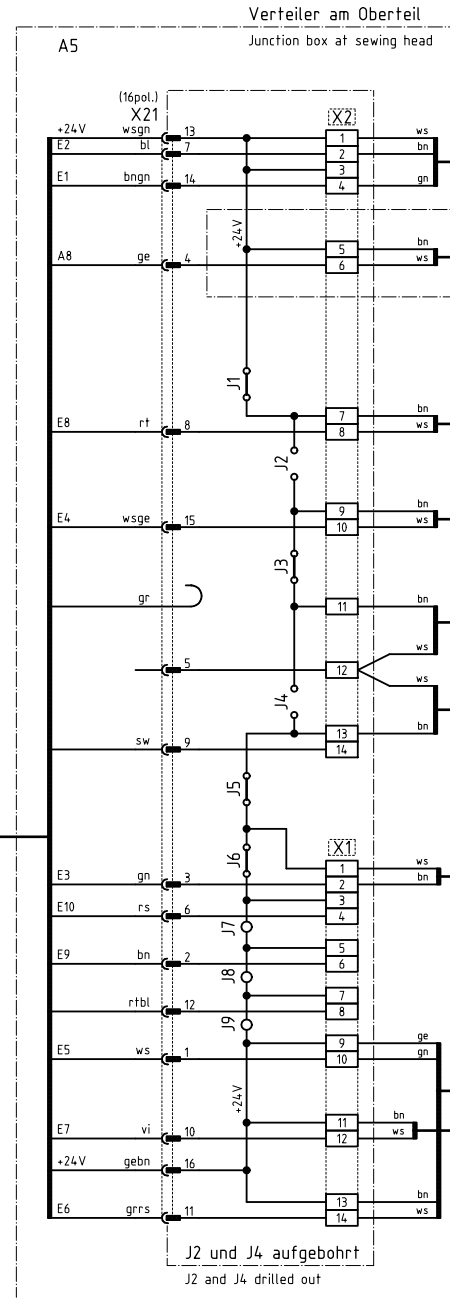 Verteiler am Oberteil
Junction box at sewing head
A5
(16pol.)
X21
X2
+24V wsgn 13 1 ws
E2 bl 7 2 bn
3
E1 bngn 14 4 gn
+24V
5 bn
A8 ge 4 6 ws
J1
7 bn
E8 rt 8 8 ws
J2
9 bn
E4 wsge 15 10 ws
J3
gr 11 bn
ws
5 12
ws
J4
13 bn
sw 9 14
J5
X1
J6
1 ws
E3 gn 3 2 bn
3
E10 rs 6 4
J7
5
E9 bn 2 6
J8
7
rtbl 12 8
J9
9 ge
E5 ws 1 10 gn
+24V
11 bn
E7 vi 10 12 ws
+24V gebn 16
13 bn
E6 grrs 11 14 ws
J2 und J4 aufgebohrt
J2 and J4 drilled out